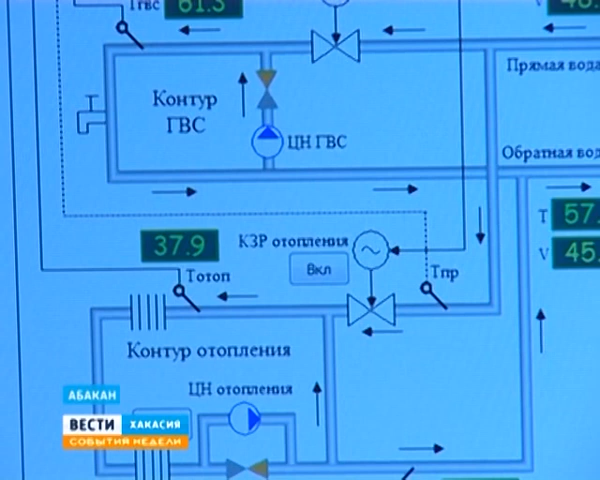 Тгвс 61.3
V
Прямая вода
Контур
ГВС
ЦН ГВС
Обратная вод
37.9
КЗР отопления
Т 57.
Вкл
V 45.
Тотоп
Тпр
Контур отопления
ЦН отопления
АБАКАН
ВЕСТИ ХАКАСИЯ
СОБЫТИЯ НЕДЕЛИ